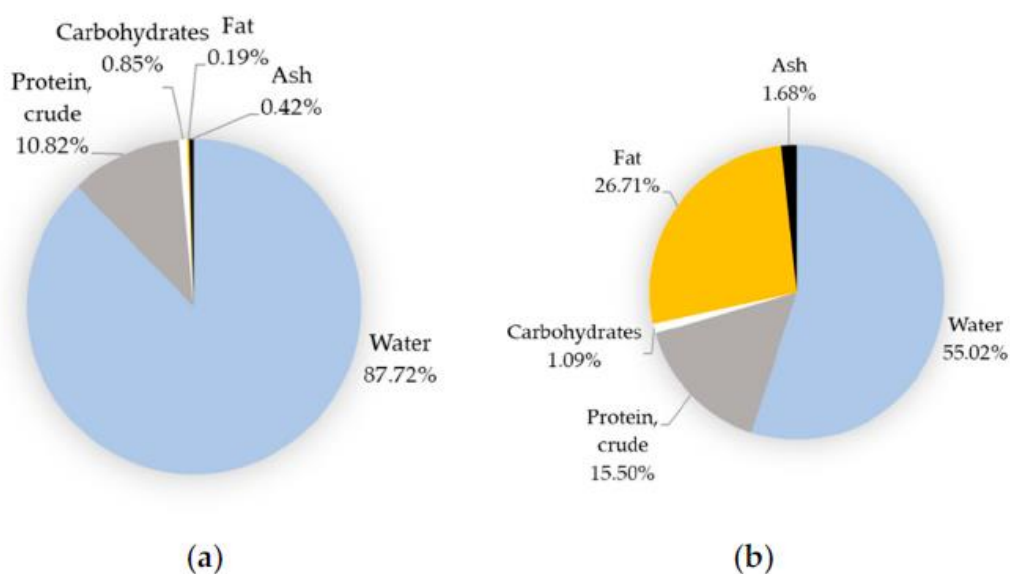 Carbohydrates
0.85%
Fat
0.19%
Ash
0.42%
Protein,
crude
10.82%
Water
87.72%
(a)
Ash
1.68%
Fat
26.71%
Water
55.02%
Carbohydrates
1.09%
Protein,
crude
15.50%
(b)